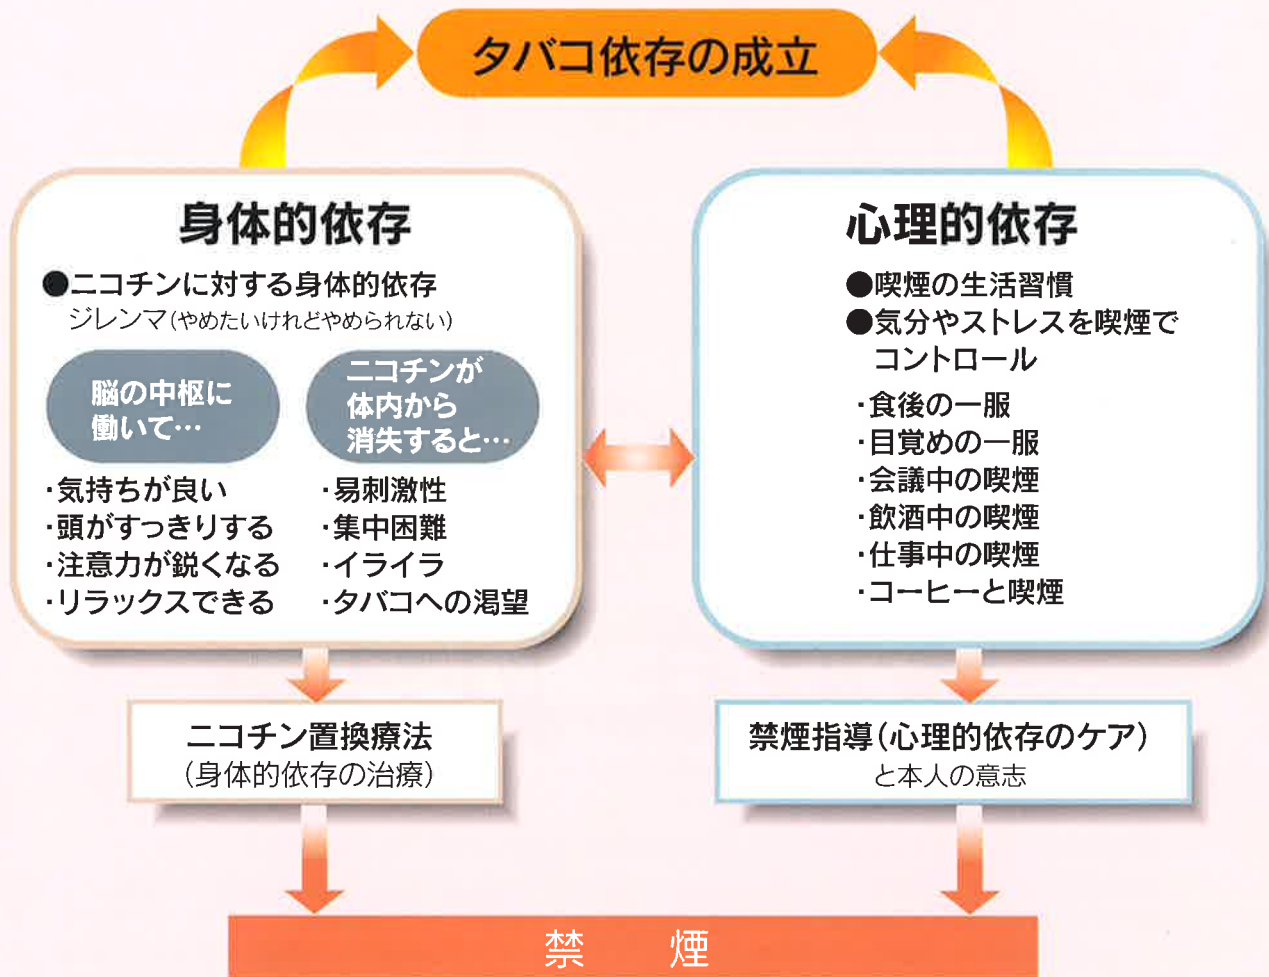 タバコ依存の成立
身体的依存
●ニコチンに対する身体的依存
ジレンマ(やめたいけれどやめられない)
脳の中枢に
働いて…
・気持ちが良い
・頭がすっきりする
・注意力が鋭くなる
・リラックスできる
ニコチンが
体内から
消失すると…
・易刺激性
・集中困難
・イライラ
・タバコへの渇望
心理的依存
●喫煙の生活習慣
●気分やストレスを喫煙で
コントロール
・食後の一服
・目覚めの一服
・会議中の喫煙
・飲酒中の喫煙
・仕事中の喫煙
・コーヒーと喫煙
ニコチン置換療法
(身体的依存の治療)
禁煙指導(心理的依存のケア)
と本人の意志
禁　煙